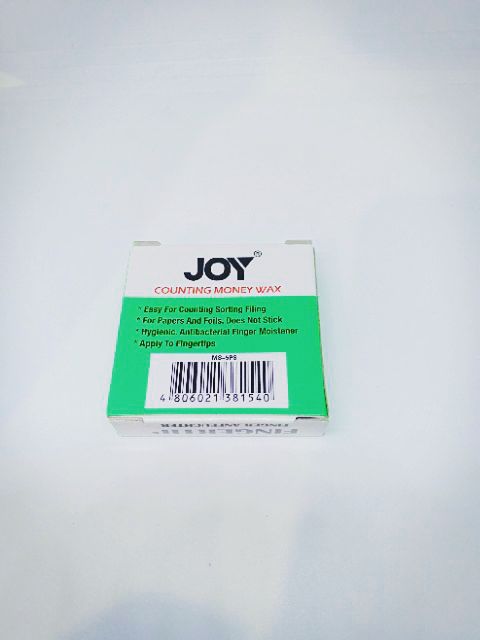 JOY®
COUNTING MONEY WAX
* Easy For Counting Sorting Filing
* For Papers And Foils. Does Not Stick
* Hygienic. Antibacterial Finger Moistener
* Apply To Fingertips
MS-5PS
4 806021 381540
FINGERANFEUCHTER